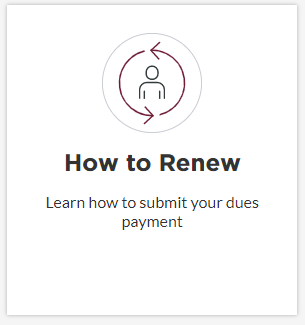 How to Renew
Learn how to submit your dues
payment